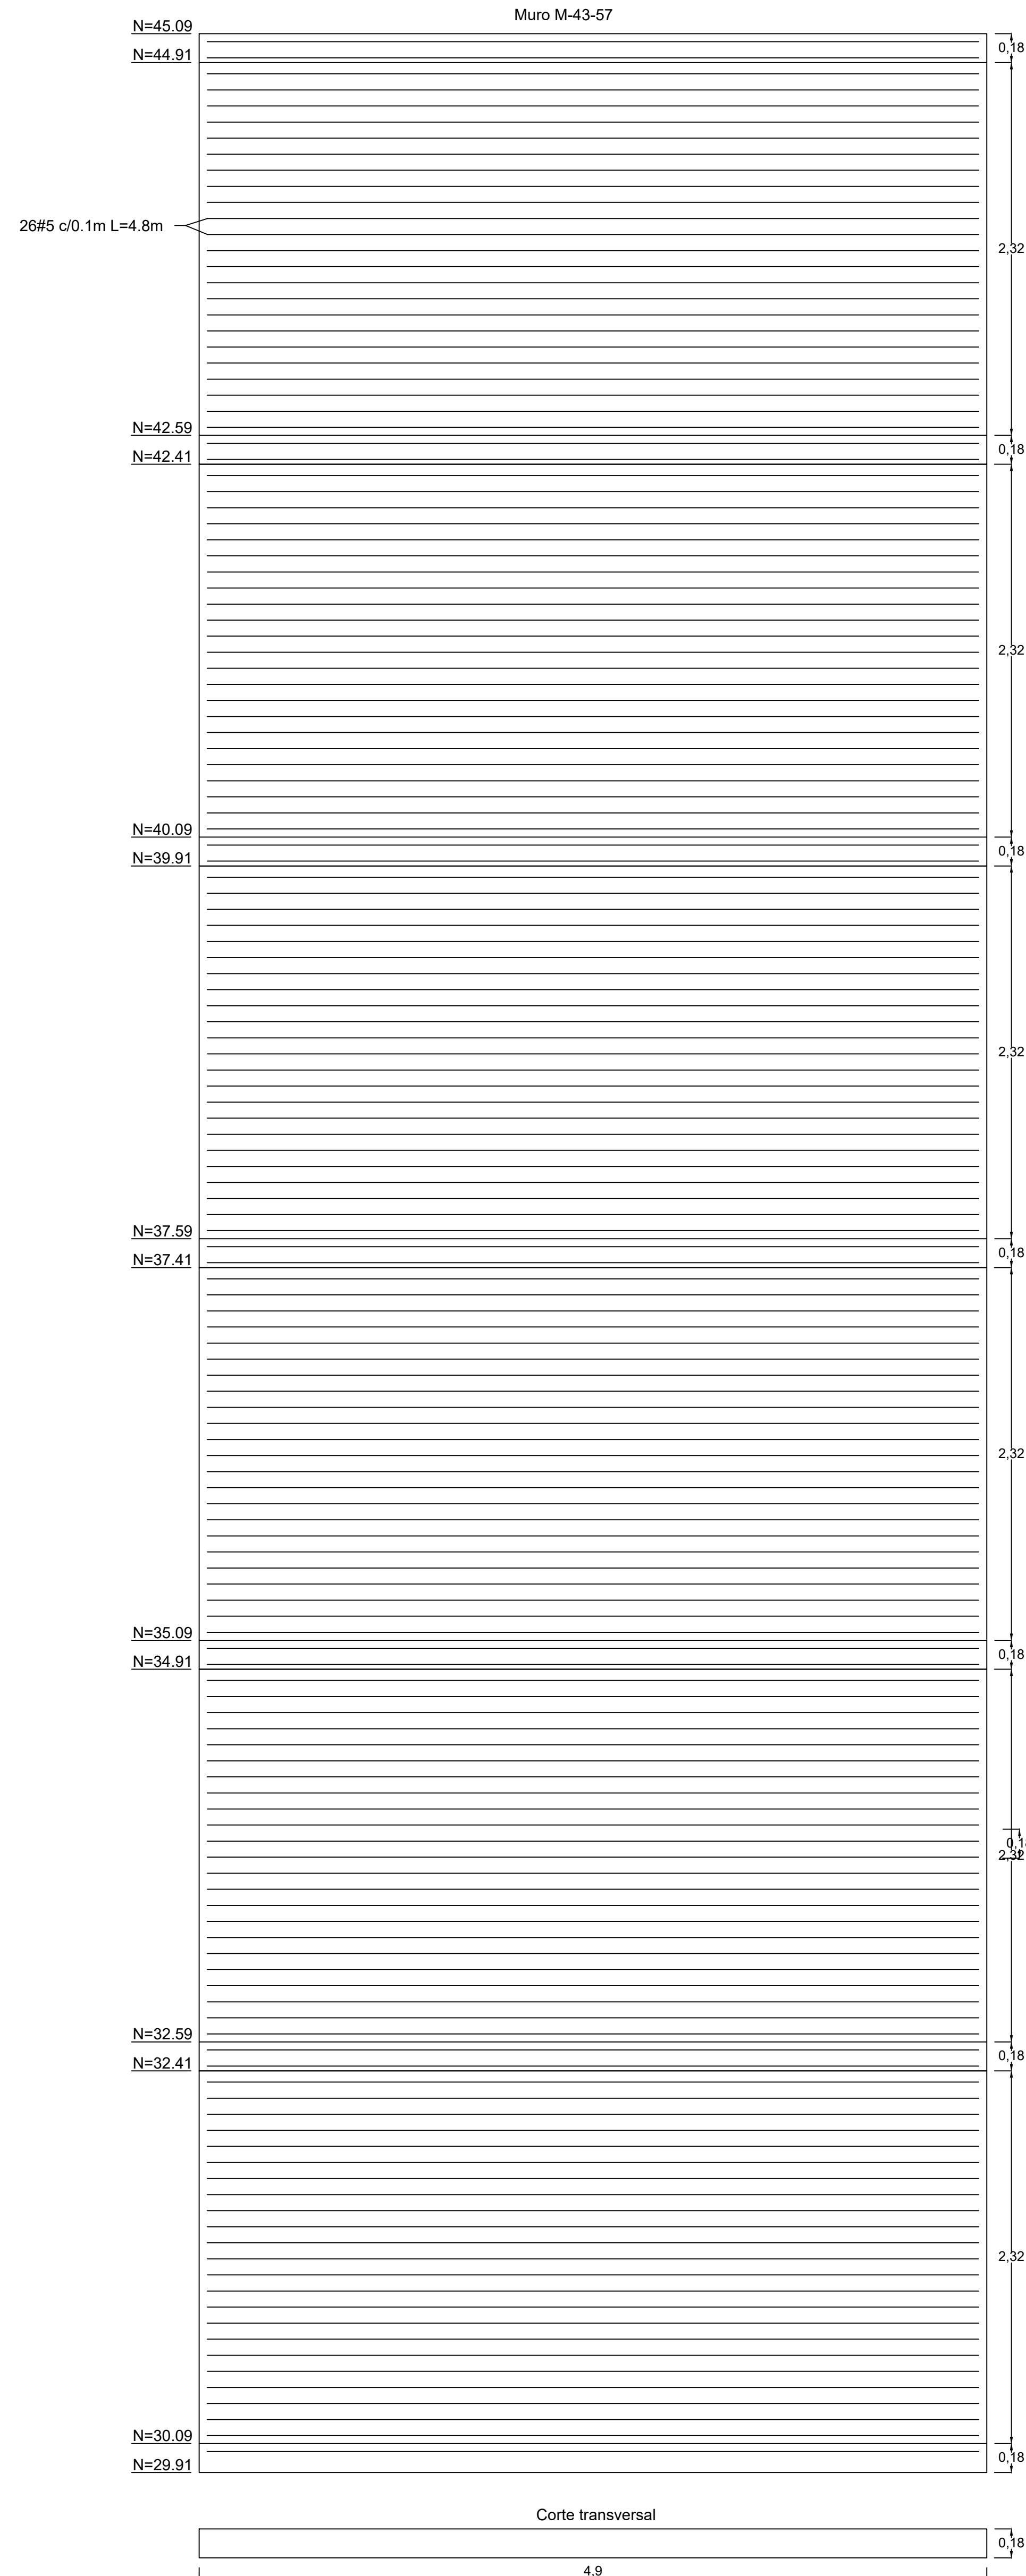 Muro M-43-57
N=45.09
0,18
N=44.91
26#5 c/0.1m L=4.8m
2,32
N=42.59
0,18
N=42.41
2,32
N=40.09
0,18
N=39.91
2,32
N=37.59
0,18
N=37.41
2,32
N=35.09
0,18
N=34.91
2,32
N=32.59
0,18
N=32.41
2,32
N=30.09
0,18
N=29.91
Corte transversal
0,18
4,9